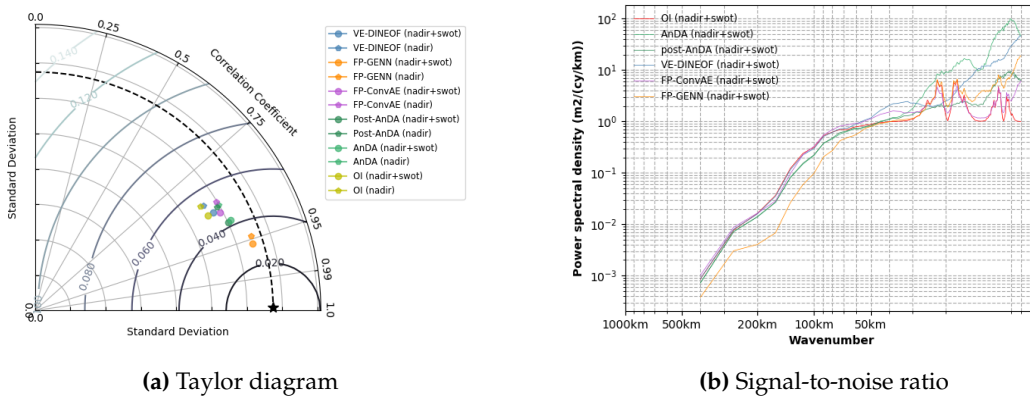 0.0
0.25
0.5
Correlation Coefficient
0.75
0.95
0.99
1.0
0.140
0.120
0.080
0.060
0.040
0.020
0.0
0.0
Standard Deviation
Standard Deviation
VE-DINEOF (nadir+swot)
VE-DINEOF (nadir)
FP-GENN (nadir+swot)
FP-GENN (nadir)
FP-ConvAE (nadir+swot)
FP-ConvAE (nadir)
Post-AnDA (nadir+swot)
Post-AnDA (nadir)
AnDA (nadir+swot)
AnDA (nadir)
OI (nadir+swot)
OI (nadir)
(a) Taylor diagram
Power spectral density (m2/(cy/km))
10²
10¹
10⁰
10⁻¹
10⁻²
10⁻³
OI (nadir+swot)
AnDA (nadir+swot)
post-AnDA (nadir+swot)
VE-DINEOF (nadir+swot)
FP-ConvAE (nadir+swot)
FP-GENN (nadir+swot)
1000km 500km 200km 100km 50km
Wavenumber
(b) Signal-to-noise ratio